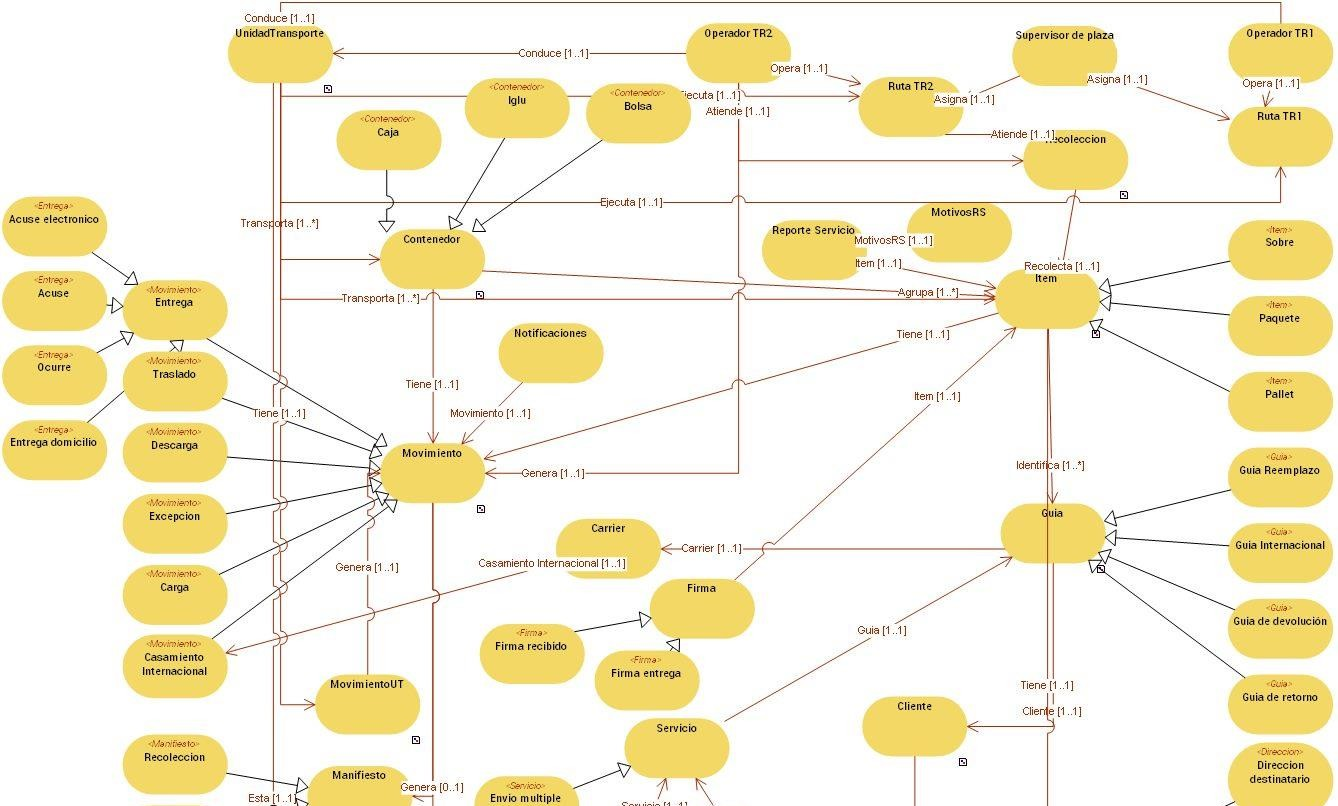 Conduce [1..1]
UnidadTransporte
Operador TR2
Supervisor de plaza
Operador TR1
Conduce [1..1]
Opera [1..1]
Asigna [1..1]
Opera [1..1]
<Contenedor>
Iglu
<Contenedor>
Bolsa
Ejecuta [1..1]
Ruta TR2
Asigna [1..1]
Atiende [1..1]
Ruta TR1
<Contenedor>
Caja
Atiende [1..1]
Recoleccion
Ejecuta [1..1]
<Entrega>
Acuse electronico
Transporta [1..*]
Contenedor
Reporte Servicio
MotivosRS
MotivosRS [1..1]
<Item>
Sobre
Item [1..1]
Recolecta [1..1]
Item
<Entrega>
Acuse
<Movimiento>
Entrega
Transporta [1..*]
Agrupa [1..*]
<Item>
Paquete
Notificaciones
Tiene [1..1]
<Entrega>
Ocurre
<Movimiento>
Traslado
Tiene [1..1]
Item [1..1]
<Item>
Pallet
Tiene [1..1]
Movimiento [1..1]
<Entrega>
Entrega domicilio
<Movimiento>
Descarga
Movimiento
Genera [1..1]
Identifica [1..*]
<Guia>
Guia Reemplazo
<Movimiento>
Excepcion
Carrier
Guia
<Guia>
Guia Internacional
Carrier [1..1]
Casamiento Internacional [1..1]
Genera [1..1]
<Movimiento>
Carga
Firma
<Guia>
Guia de devolución
<Firma>
Firma recibido
Guia [1..1]
<Movimiento>
Casamiento
Internacional
<Firma>
Firma entrega
MovimientoUT
Tiene [1..1]
<Guia>
Guia de retorno
Cliente
Cliente [1..1]
Servicio
<Manifiesto>
Recoleccion
Manifiesto
<Direccion>
Direccion
destinatario
Genera [0..1]
<Servicio>
Envio multiple
Esta [1..1]
Servicio [1..1]